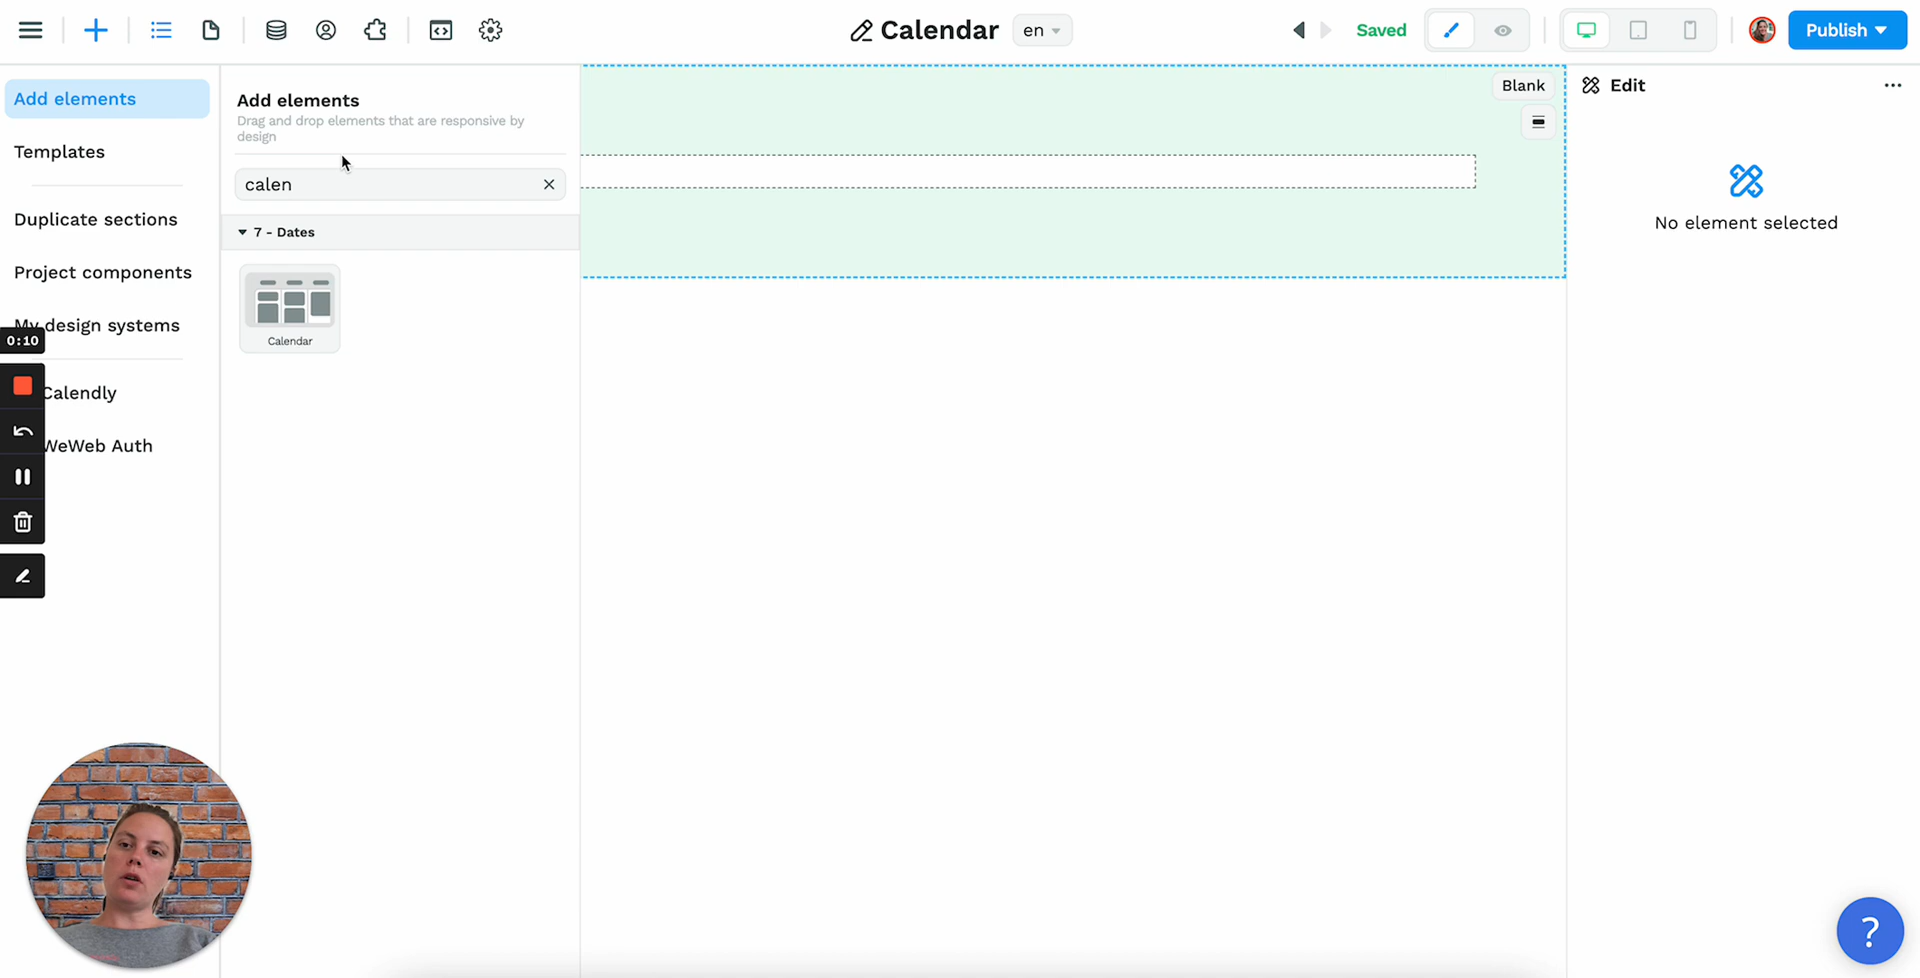 Calendar
en
Saved
Publish
Add elements
Templates
Duplicate sections
Project components
My design systems
0:10
Calendly
WeWeb Auth
Add elements
Drag and drop elements that are responsive by
design
calen
7 - Dates
Calendar
Blank
Edit
No element selected
?